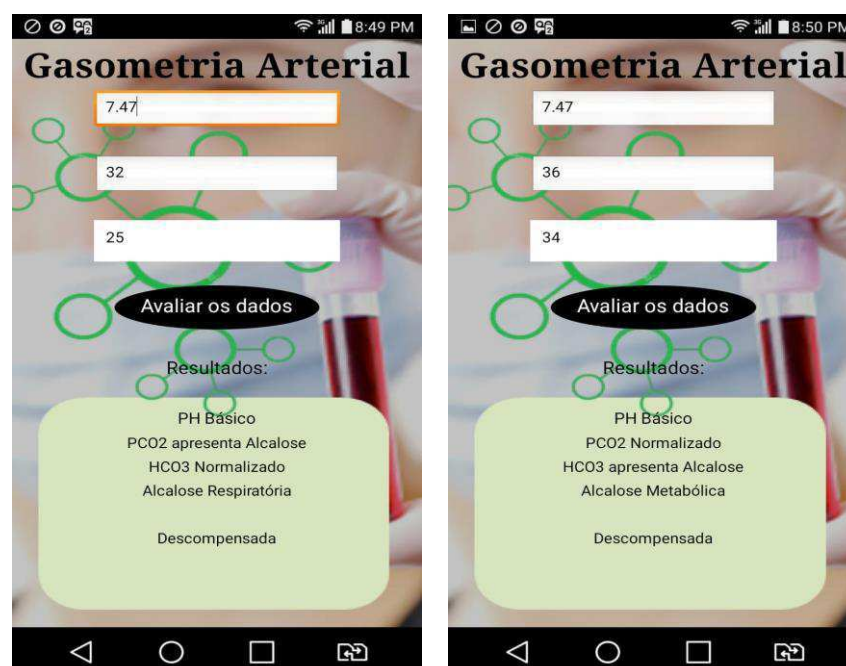 8:49 PM
Gasometria Arterial
7.47
32
25
Avaliar os dados
Resultados:
PH Básico
PCO2 apresenta Alcalose
HCO3 Normalizado
Alcalose Respiratória
Descompensada
8:50 PM
Gasometria Arterial
7.47
36
34
Avaliar os dados
Resultados:
PH Básico
PCO2 Normalizado
HCO3 apresenta Alcalose
Alcalose Metabólica
Descompensada